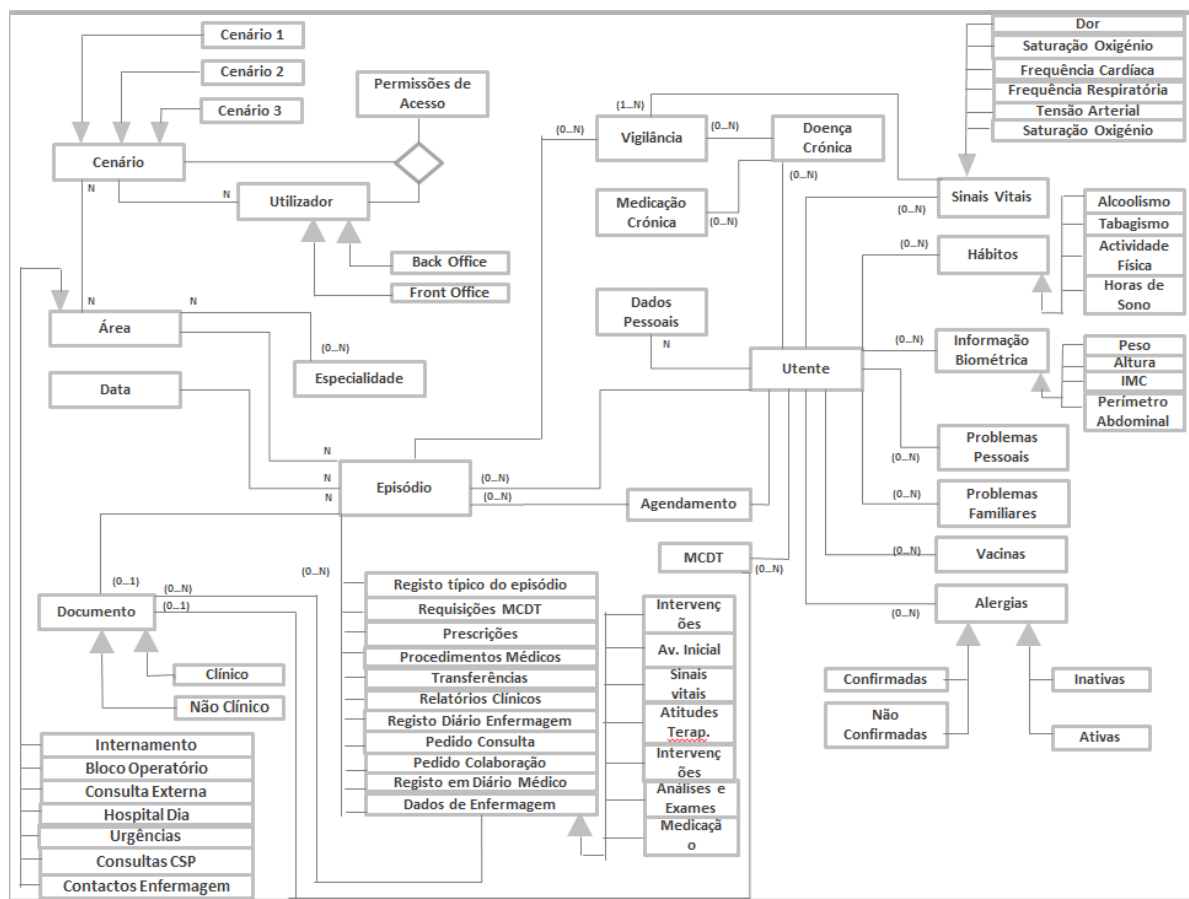 Cenário 1
Cenário 2
Cenário 3
Cenário
Permissões de
Acesso
Utilizador
N
N
Back Office
Front Office
N
N
Área
(0...N)
Especialidade
Data
(0...N)
Vigilância
(1...N)
(0...N)
Doença
Crónica
(0...N)
Medicação
Crónica
(0...N)
Dor
Saturação Oxigénio
Frequência Cardíaca
Frequência Respiratória
Tensão Arterial
Saturação Oxigénio
Sinais Vitais
(0...N)
Hábitos
Alcoolismo
Tabagismo
Actividade
Física
Horas de
Sono
Dados
Pessoais
N
Utente
Informação
Biométrica
Peso
Altura
IMC
Perímetro
Abdominal
Problemas
Pessoais
(0...N)
Problemas
Familiares
(0...N)
Vacinas
(0...N)
Alergias
(0...N)
Confirmadas
Não
Confirmadas
Inativas
Ativas
N
N
N
Episódio
(0...N)
(0...N)
Agendamento
MCDT
(0...N)
(0...N)
(0...1)
(0...N)
(0...1)
Documento
Clínico
Não Clínico
Registo típico do episódio
Requisições MCDT
Prescrições
Procedimentos Médicos
Transferências
Relatórios Clínicos
Registo Diário Enfermagem
Pedido Consulta
Pedido Colaboração
Registo em Diário Médico
Dados de Enfermagem
Intervenç
ões
Av. Inicial
Sinais
vitais
Atitudes
Terap.
Intervenç
ões
Análises e
Exames
Medicaçã
o
Internamento
Bloco Operatório
Consulta Externa
Hospital Dia
Urgências
Consultas CSP
Contactos Enfermagem